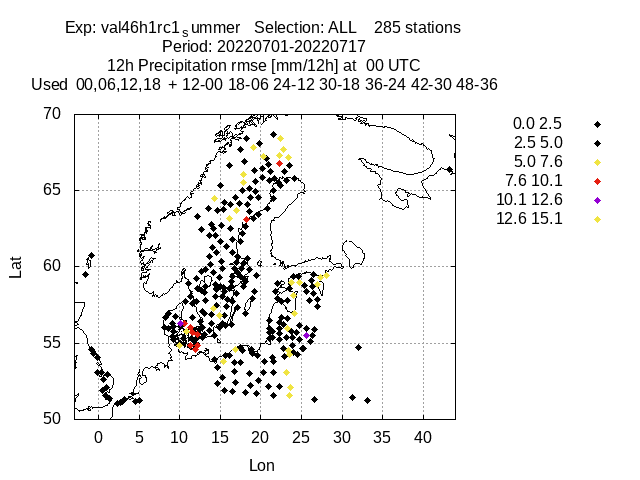 Exp: val46h1rc1summer   Selection: ALL    285 stations
Period: 20220701-20220717
12h Precipitation rmse [mm/12h] at  00 UTC
Used  00,06,12,18  + 12-00 18-06 24-12 30-18 36-24 42-30 48-36
70
65
60
55
50
Lat
0 5 10 15 20 25 30 35 40
Lon
0.0 2.5
2.5 5.0
5.0 7.6
7.6 10.1
10.1 12.6
12.6 15.1